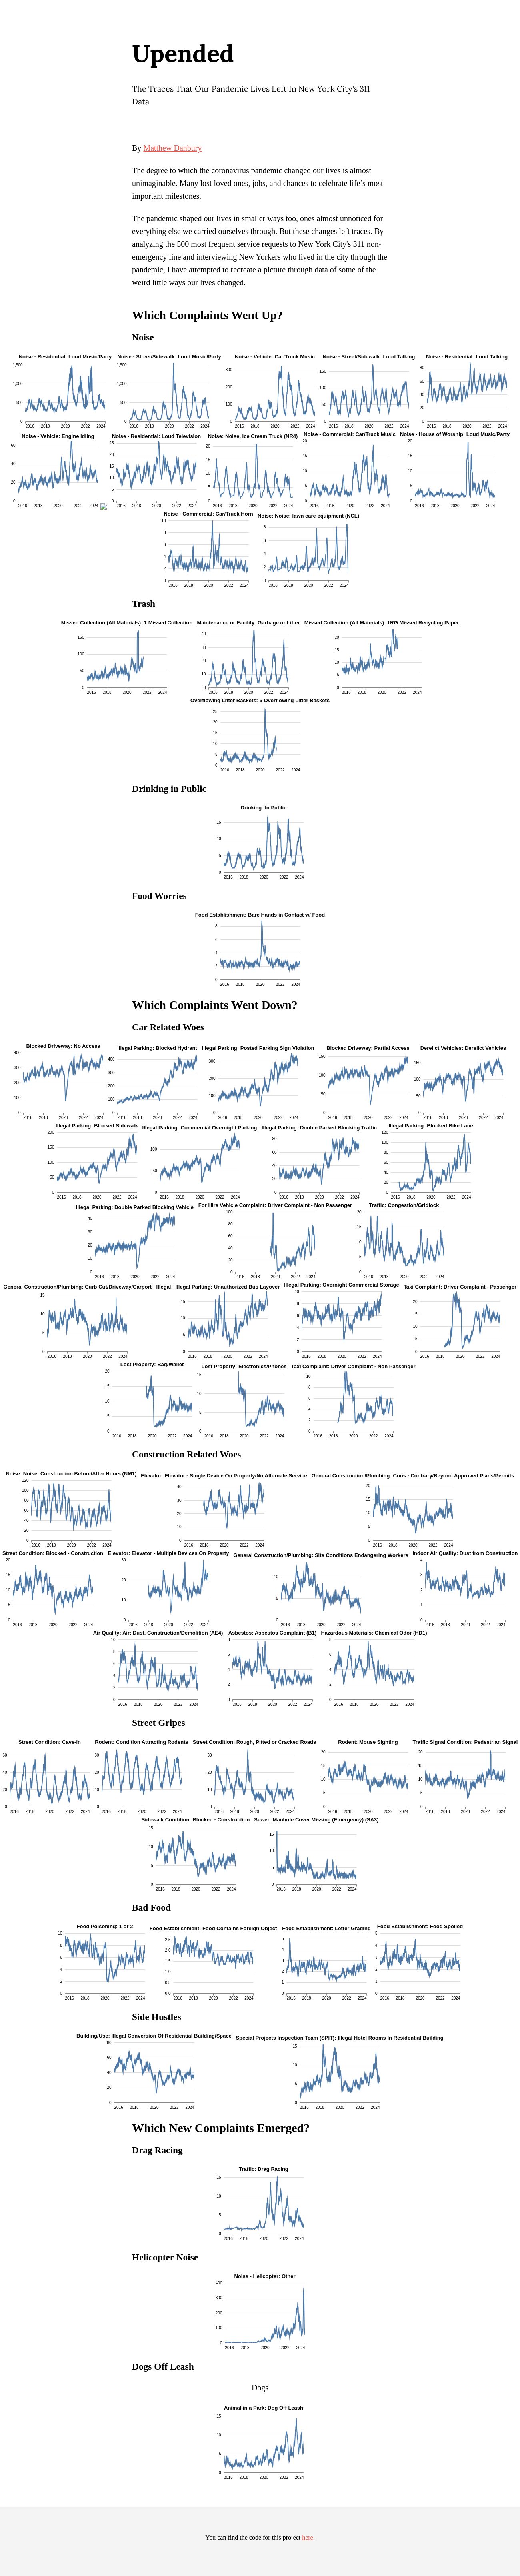 Upended
The Traces That Our Pandemic Lives Left In New York City's 311
Data
By Matthew Danbury
The degree to which the coronavirus pandemic changed our lives is almost
unimaginable. Many lost loved ones, jobs, and chances to celebrate life's most
important milestones.
The pandemic shaped our lives in smaller ways too, ones almost unnoticed for
everything else we carried ourselves through. But these changes left traces. By
analyzing the 500 most frequent service requests to New York City's 311 non-
emergency line and interviewing New Yorkers who lived in the city through the
pandemic, I have attempted to recreate a picture through data of some of the
weird little ways our lives changed.
Which Complaints Went Up?
Noise
Noise - Residential: Loud Music/Party
Noise - Street/Sidewalk: Loud Music/Party
Noise - Vehicle: Car/Truck Music
Noise - Street/Sidewalk: Loud Talking
Noise - Residential: Loud Talking
Noise - Vehicle: Engine Idling
Noise - Residential: Loud Television
Noise: Noise, Ice Cream Truck (NR4)
Noise - Commercial: Car/Truck Music
Noise - House of Worship: Loud Music/Party
Noise - Commercial: Car/Truck Horn
Noise: Noise: lawn care equipment (NCL)
Trash
Missed Collection (All Materials): 1 Missed Collection
Maintenance or Facility: Garbage or Litter
Missed Collection (All Materials): 1RG Missed Recycling Paper
Overflowing Litter Baskets: 6 Overflowing Litter Baskets
Drinking in Public
Drinking: In Public
Food Worries
Food Establishment: Bare Hands in Contact w/ Food
Which Complaints Went Down?
Car Related Woes
Blocked Driveway: No Access
Illegal Parking: Blocked Hydrant
Illegal Parking: Posted Parking Sign Violation
Blocked Driveway: Partial Access
Derelict Vehicles: Derelict Vehicles
Illegal Parking: Blocked Sidewalk
Illegal Parking: Commercial Overnight Parking
Illegal Parking: Double Parked Blocking Traffic
Illegal Parking: Blocked Bike Lane
Illegal Parking: Double Parked Blocking Vehicle
For Hire Vehicle Complaint: Driver Complaint - Non Passenger
Traffic: Congestion/Gridlock
General Construction/Plumbing: Curb Cut/Driveway/Carport - Illegal
Illegal Parking: Unauthorized Bus Layover
Illegal Parking: Overnight Commercial Storage
Taxi Complaint: Driver Complaint - Passenger
Lost Property: Bag/Wallet
Lost Property: Electronics/Phones
Taxi Complaint: Driver Complaint - Non Passenger
Construction Related Woes
Noise: Noise: Construction Before/After Hours (NM1)
Elevator: Elevator - Single Device On Property/No Alternate Service
General Construction/Plumbing: Cons - Contrary/Beyond Approved Plans/Permits
Street Condition: Blocked - Construction
Elevator: Elevator - Multiple Devices On Property
General Construction/Plumbing: Site Conditions Endangering Workers
Indoor Air Quality: Dust from Construction
Air Quality: Air: Dust, Construction/Demolition (AE4)
Asbestos: Asbestos Complaint (B1)
Hazardous Materials: Chemical Odor (HD1)
Street Gripes
Street Condition: Cave-in
Rodent: Condition Attracting Rodents
Street Condition: Rough, Pitted or Cracked Roads
Rodent: Mouse Sighting
Traffic Signal Condition: Pedestrian Signal
Sidewalk Condition: Blocked - Construction
Sewer: Manhole Cover Missing (Emergency) (SA3)
Bad Food
Food Poisoning: 1 or 2
Food Establishment: Food Contains Foreign Object
Food Establishment: Letter Grading
Food Establishment: Food Spoiled
Side Hustles
Building/Use: Illegal Conversion Of Residential Building/Space
Special Projects Inspection Team (SPIT): Illegal Hotel Rooms In Residential Building
Which New Complaints Emerged?
Drag Racing
Traffic: Drag Racing
Helicopter Noise
Noise - Helicopter: Other
Dogs Off Leash
Dogs
Animal in a Park: Dog Off Leash
You can find the code for this project here.